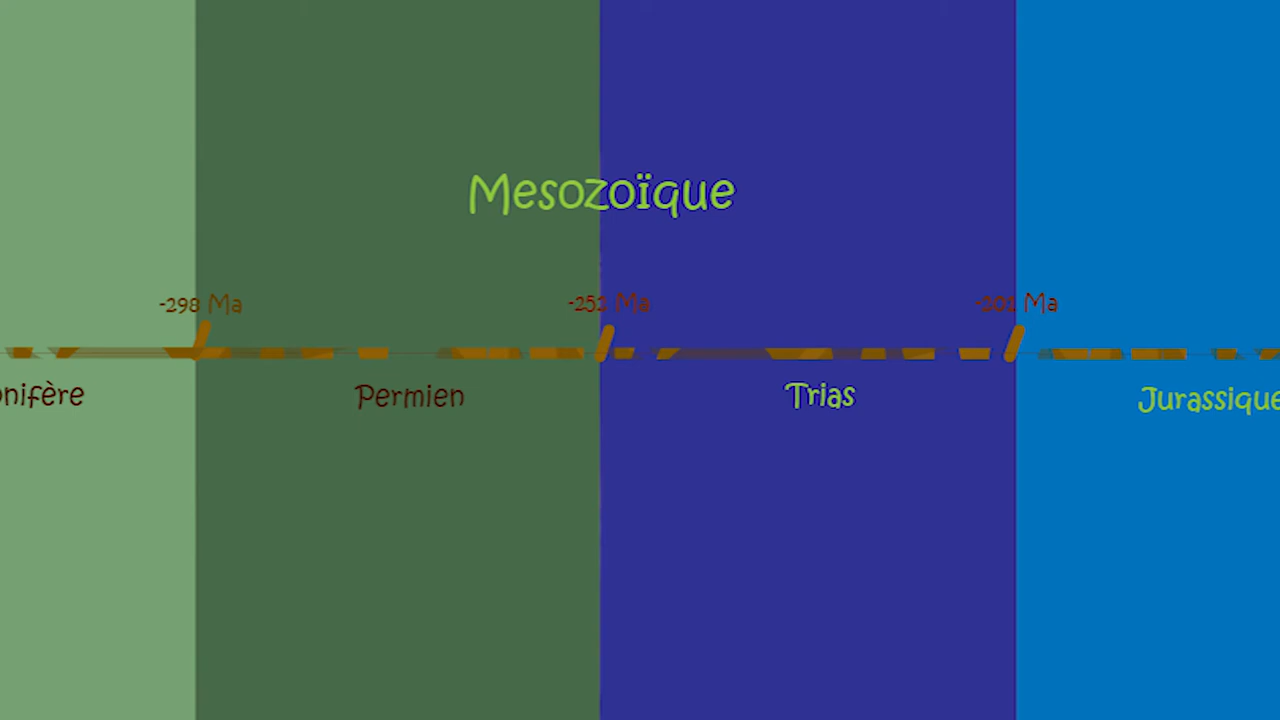 Mesozoïque
-298 Ma
-252 Ma
-201 Ma
onifère
Permien
Trias
Jurassique